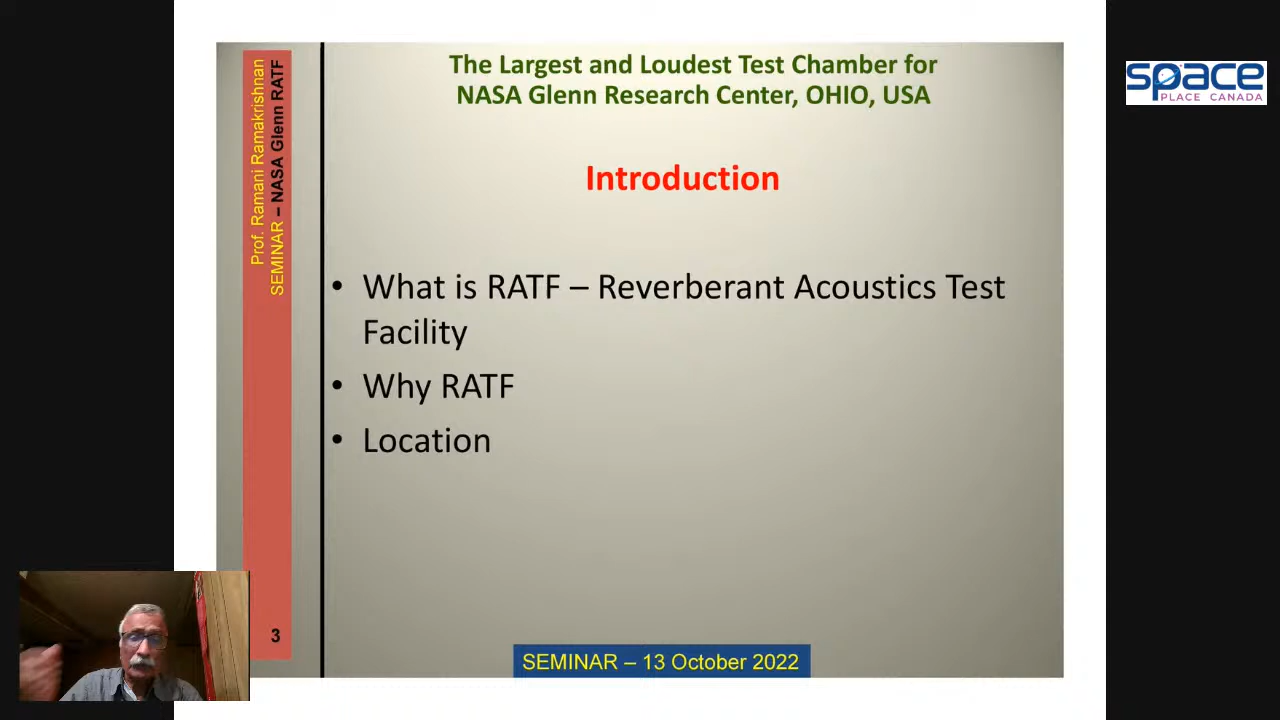 The Largest and Loudest Test Chamber for
NASA Glenn Research Center, OHIO, USA
Prof. Ramani Ramakrishnan
SEMINAR – NASA Glenn RATF
Introduction
• What is RATF – Reverberant Acoustics Test
Facility
• Why RATF
• Location
3
SEMINAR – 13 October 2022
space
PLACE CANADA